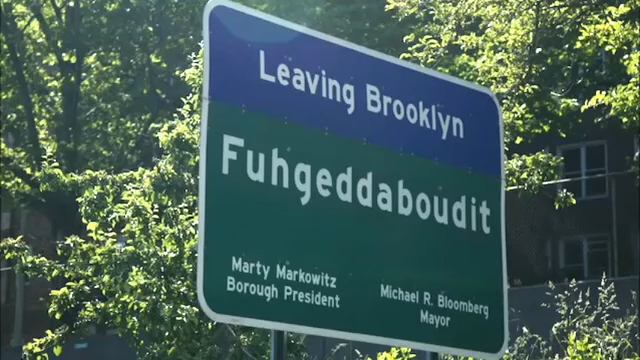 Leaving Brooklyn
Fuhgeddaboudit
Marty Markowitz
Borough President
Michael R. Bloomberg
Mayor